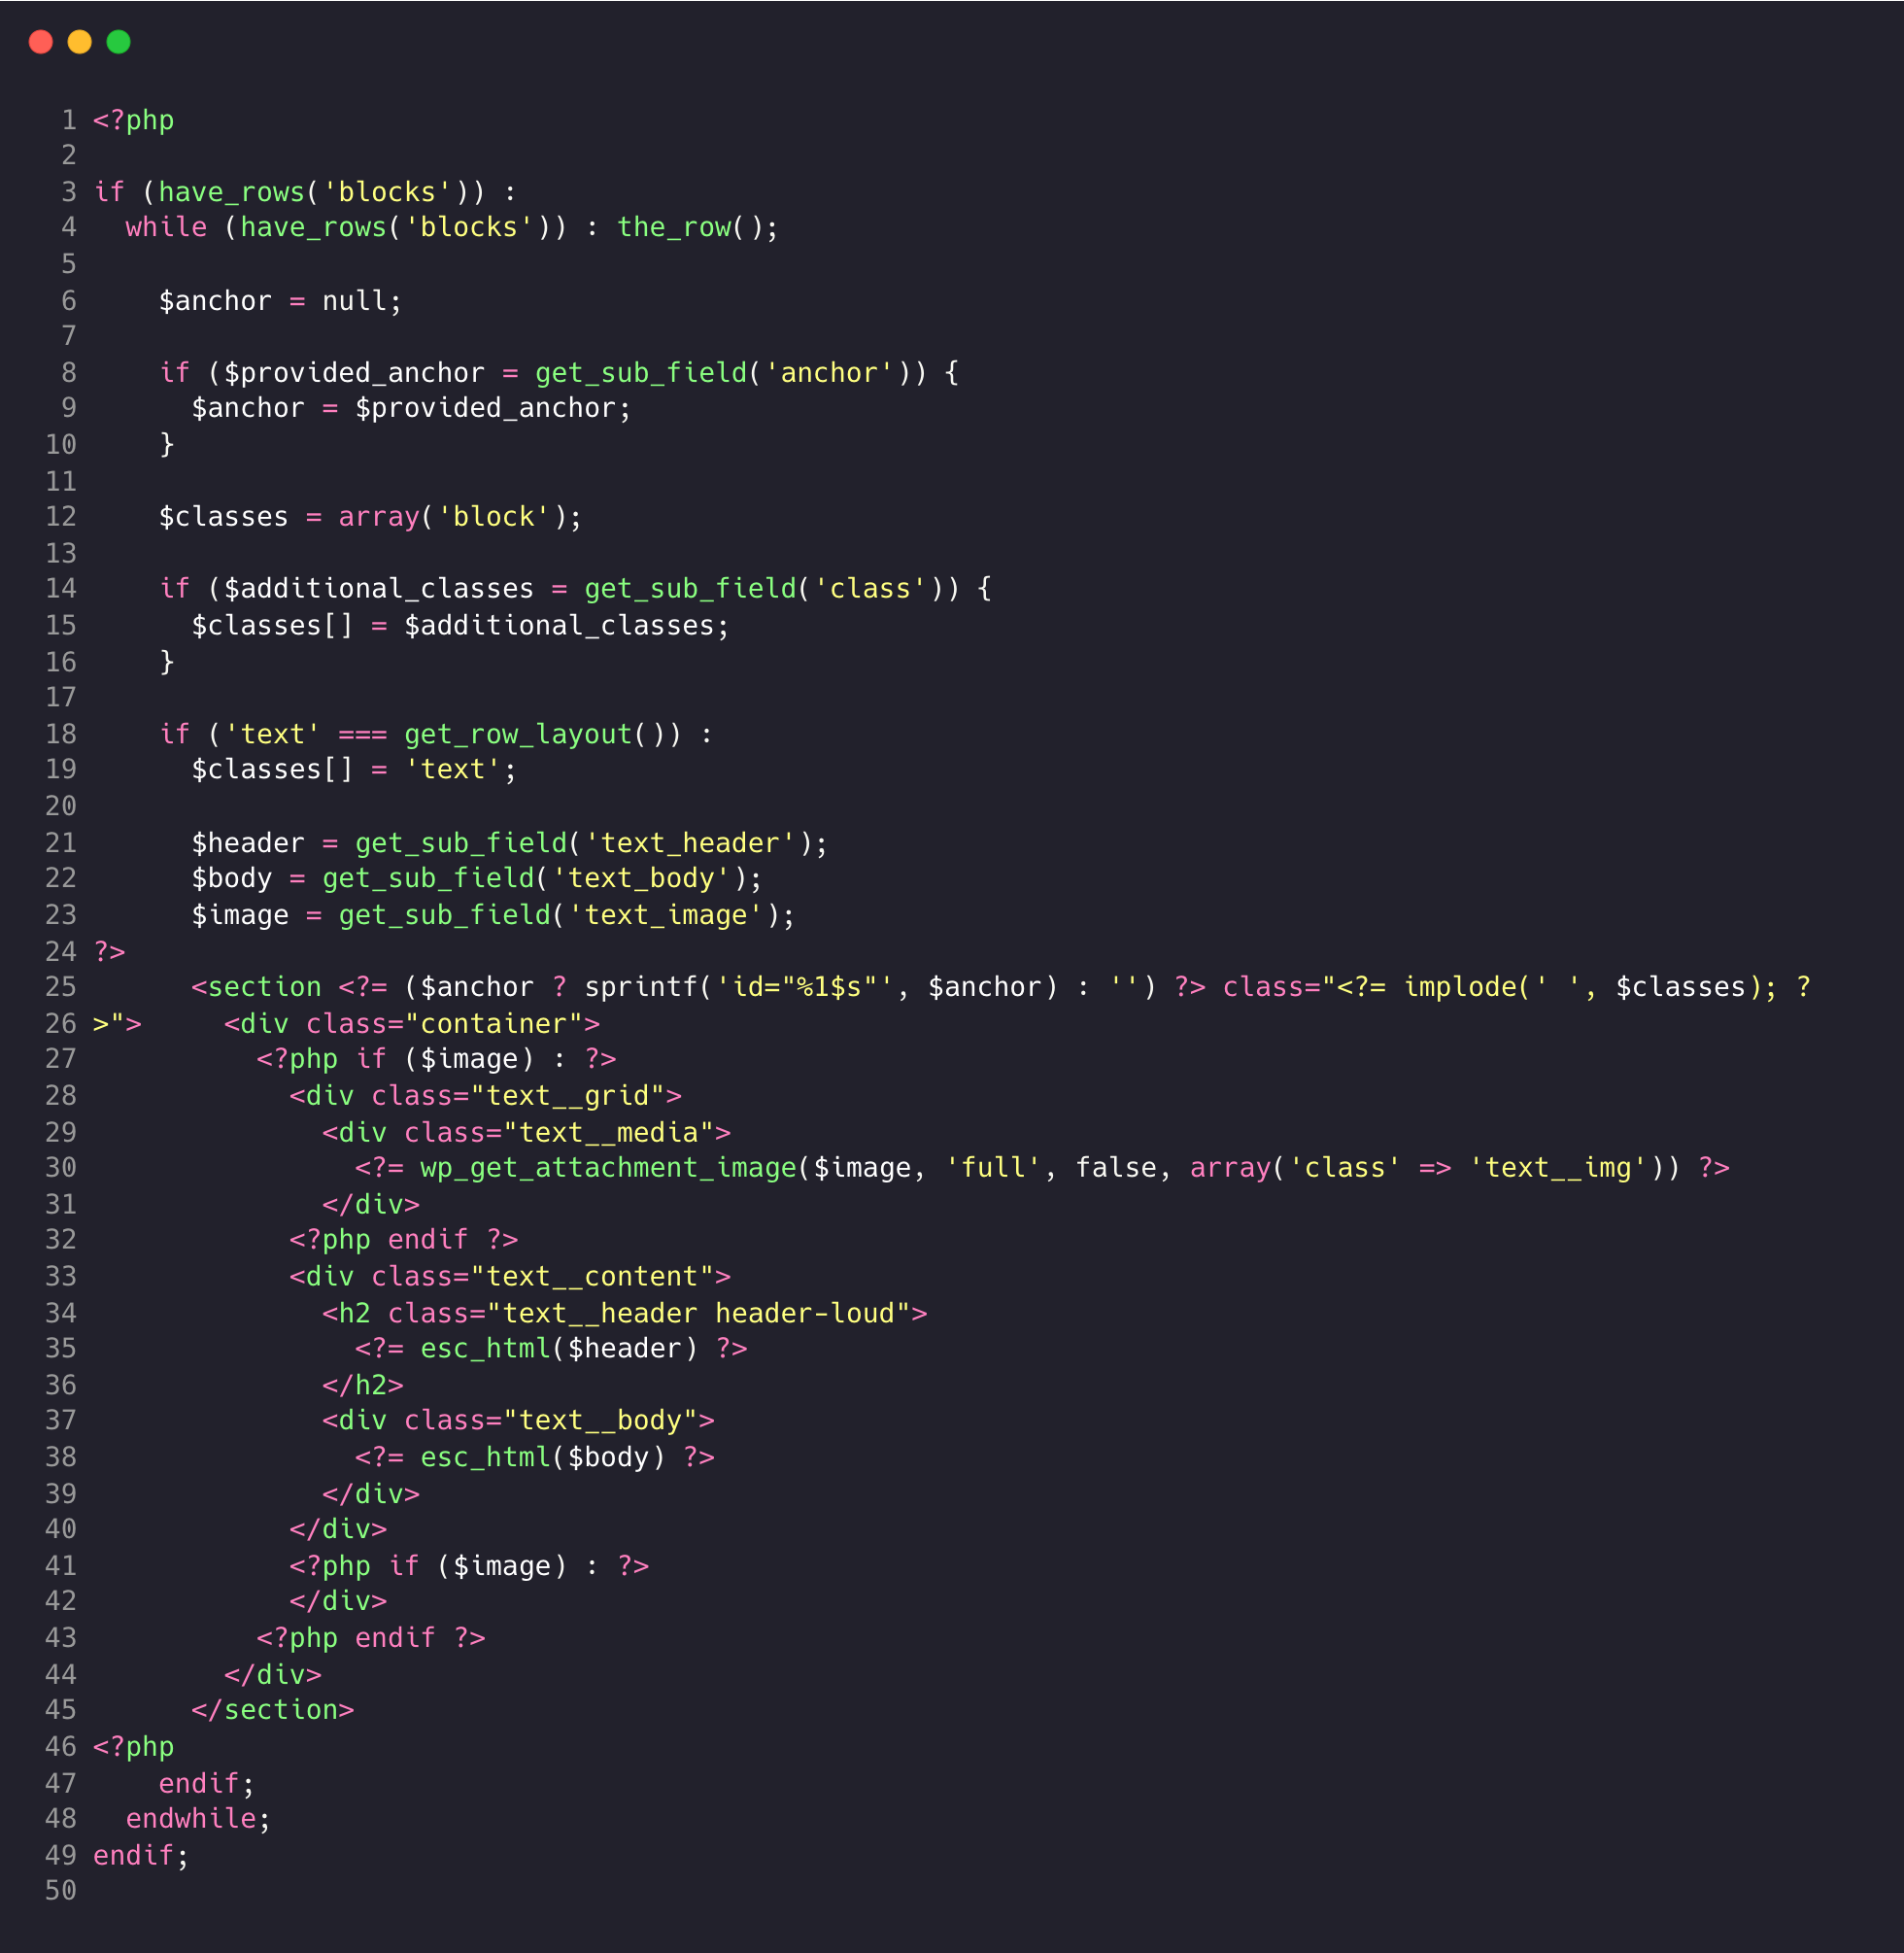 1 <?php
2
3 if (have_rows('blocks')) :
4   while (have_rows('blocks')) : the_row();
5
6     $anchor = null;
7
8     if ($provided_anchor = get_sub_field('anchor')) {
9       $anchor = $provided_anchor;
10     }
11
12     $classes = array('block');
13
14     if ($additional_classes = get_sub_field('class')) {
15       $classes[] = $additional_classes;
16     }
17
18     if ('text' === get_row_layout()) :
19       $classes[] = 'text';
20
21       $header = get_sub_field('text_header');
22       $body = get_sub_field('text_body');
23       $image = get_sub_field('text_image');
24 ?>
25       <section <?= ($anchor ? sprintf('id="%1$s"', $anchor) : '') ?> class="<?= implode(' ', $classes); ?
26 >">     <div class="container">
27           <?php if ($image) : ?>
28             <div class="text__grid">
29               <div class="text__media">
30                 <?= wp_get_attachment_image($image, 'full', false, array('class' => 'text__img')) ?>
31               </div>
32             <?php endif ?>
33             <div class="text__content">
34               <h2 class="text__header header-loud">
35                 <?= esc_html($header) ?>
36               </h2>
37               <div class="text__body">
38                 <?= esc_html($body) ?>
39               </div>
40             </div>
41             <?php if ($image) : ?>
42             </div>
43           <?php endif ?>
44         </div>
45       </section>
46 <?php
47     endif;
48   endwhile;
49 endif;
50